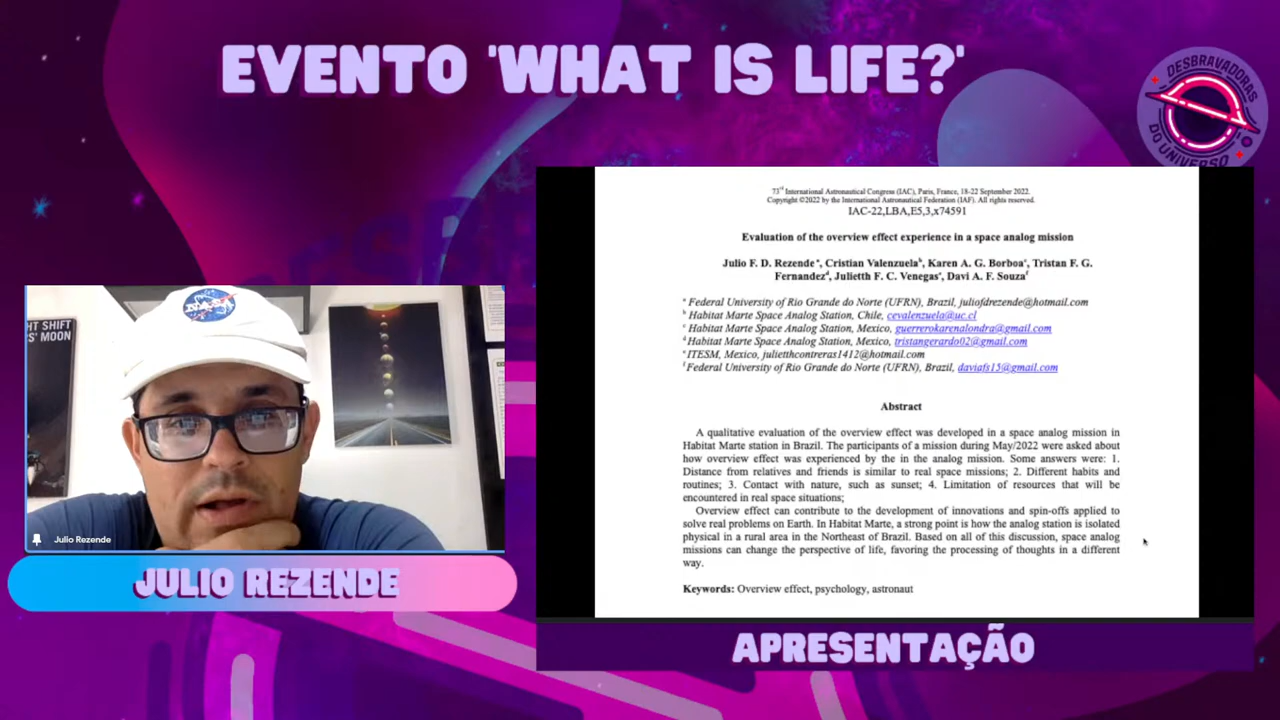 EVENTO 'WHAT IS LIFE?'
DESBRAVADORAS
DO UNIVERSO
HT SHIFT
S' MOON
NASA
Julio Rezende
JULIO REZENDE
73rd International Astronautical Congress (IAC), Paris, France, 18-22 September 2022.
Copyright ©2022 by the International Astronautical Federation (IAF). All rights reserved.
IAC-22,LBA,E5,3,x74591
Evaluation of the overview effect experience in a space analog mission
Julio F. D. Rezendeª, Cristian Valenzuelaᵇ, Karen A. G. Borboaᶜ, Tristan F. G.
Fernandezᵈ, Julietth F. C. Venegasᵉ, Davi A. F. Souzaᶠ
ª Federal University of Rio Grande do Norte (UFRN), Brazil, juliofdrezende@hotmail.com
ᵇ Habitat Marte Space Analog Station, Chile, cevalenzuela@uc.cl
ᶜ Habitat Marte Space Analog Station, Mexico, guerrerokarenalondra@gmail.com
ᵈ Habitat Marte Space Analog Station, Mexico, tristangerardo02@gmail.com
ᵉ ITESM, Mexico, julietthcontreras1412@hotmail.com
ᶠ Federal University of Rio Grande do Norte (UFRN), Brazil, daviafs15@gmail.com
Abstract
A qualitative evaluation of the overview effect was developed in a space analog mission in
Habitat Marte station in Brazil. The participants of a mission during May/2022 were asked about
how overview effect was experienced by the in the analog mission. Some answers were: 1.
Distance from relatives and friends is similar to real space missions; 2. Different habits and
routines; 3. Contact with nature, such as sunset; 4. Limitation of resources that will be
encountered in real space situations;
Overview effect can contribute to the development of innovations and spin-offs applied to
solve real problems on Earth. In Habitat Marte, a strong point is how the analog station is isolated
physical in a rural area in the Northeast of Brazil. Based on all of this discussion, space analog
missions can change the perspective of life, favoring the processing of thoughts in a different
way.
Keywords: Overview effect, psychology, astronaut
APRESENTAÇÃO